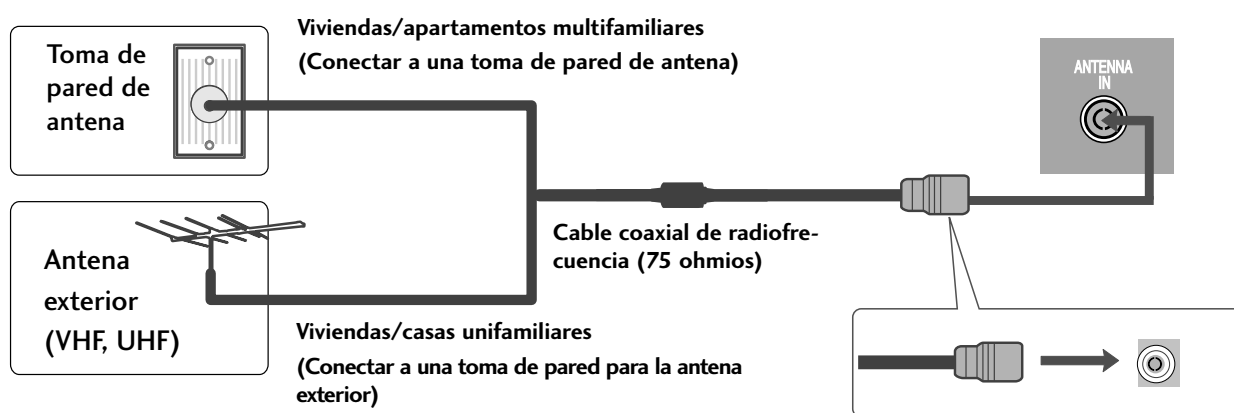 Toma de
pared de
antena
Viviendas/apartamentos multifamiliares
(Conectar a una toma de pared de antena)
ANTENNA
IN
Antena
exterior
(VHF, UHF)
Cable coaxial de radiofre-
cuencia (75 ohmios)
Viviendas/casas unifamiliares
(Conectar a una toma de pared para la antena
exterior)